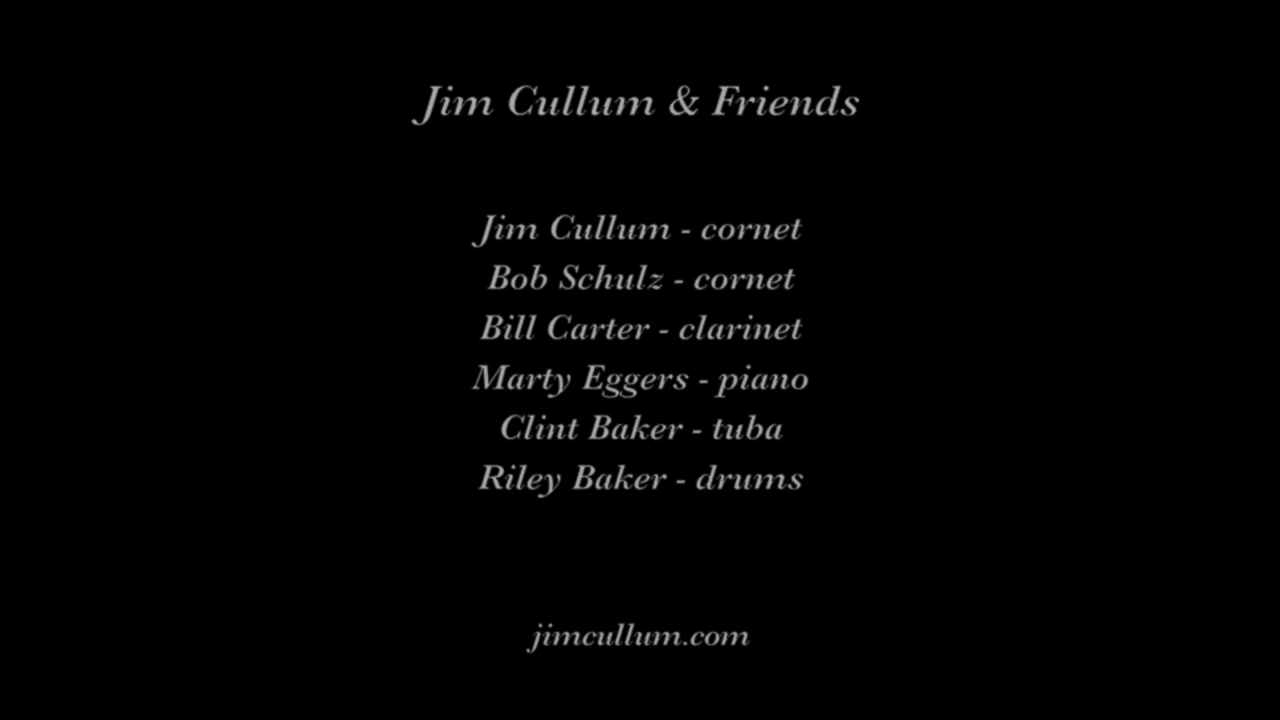 Jim Cullum & Friends
Jim Cullum - cornet
Bob Schulz - cornet
Bill Carter - clarinet
Marty Eggers - piano
Clint Baker - tuba
Riley Baker - drums
jimcullum.com